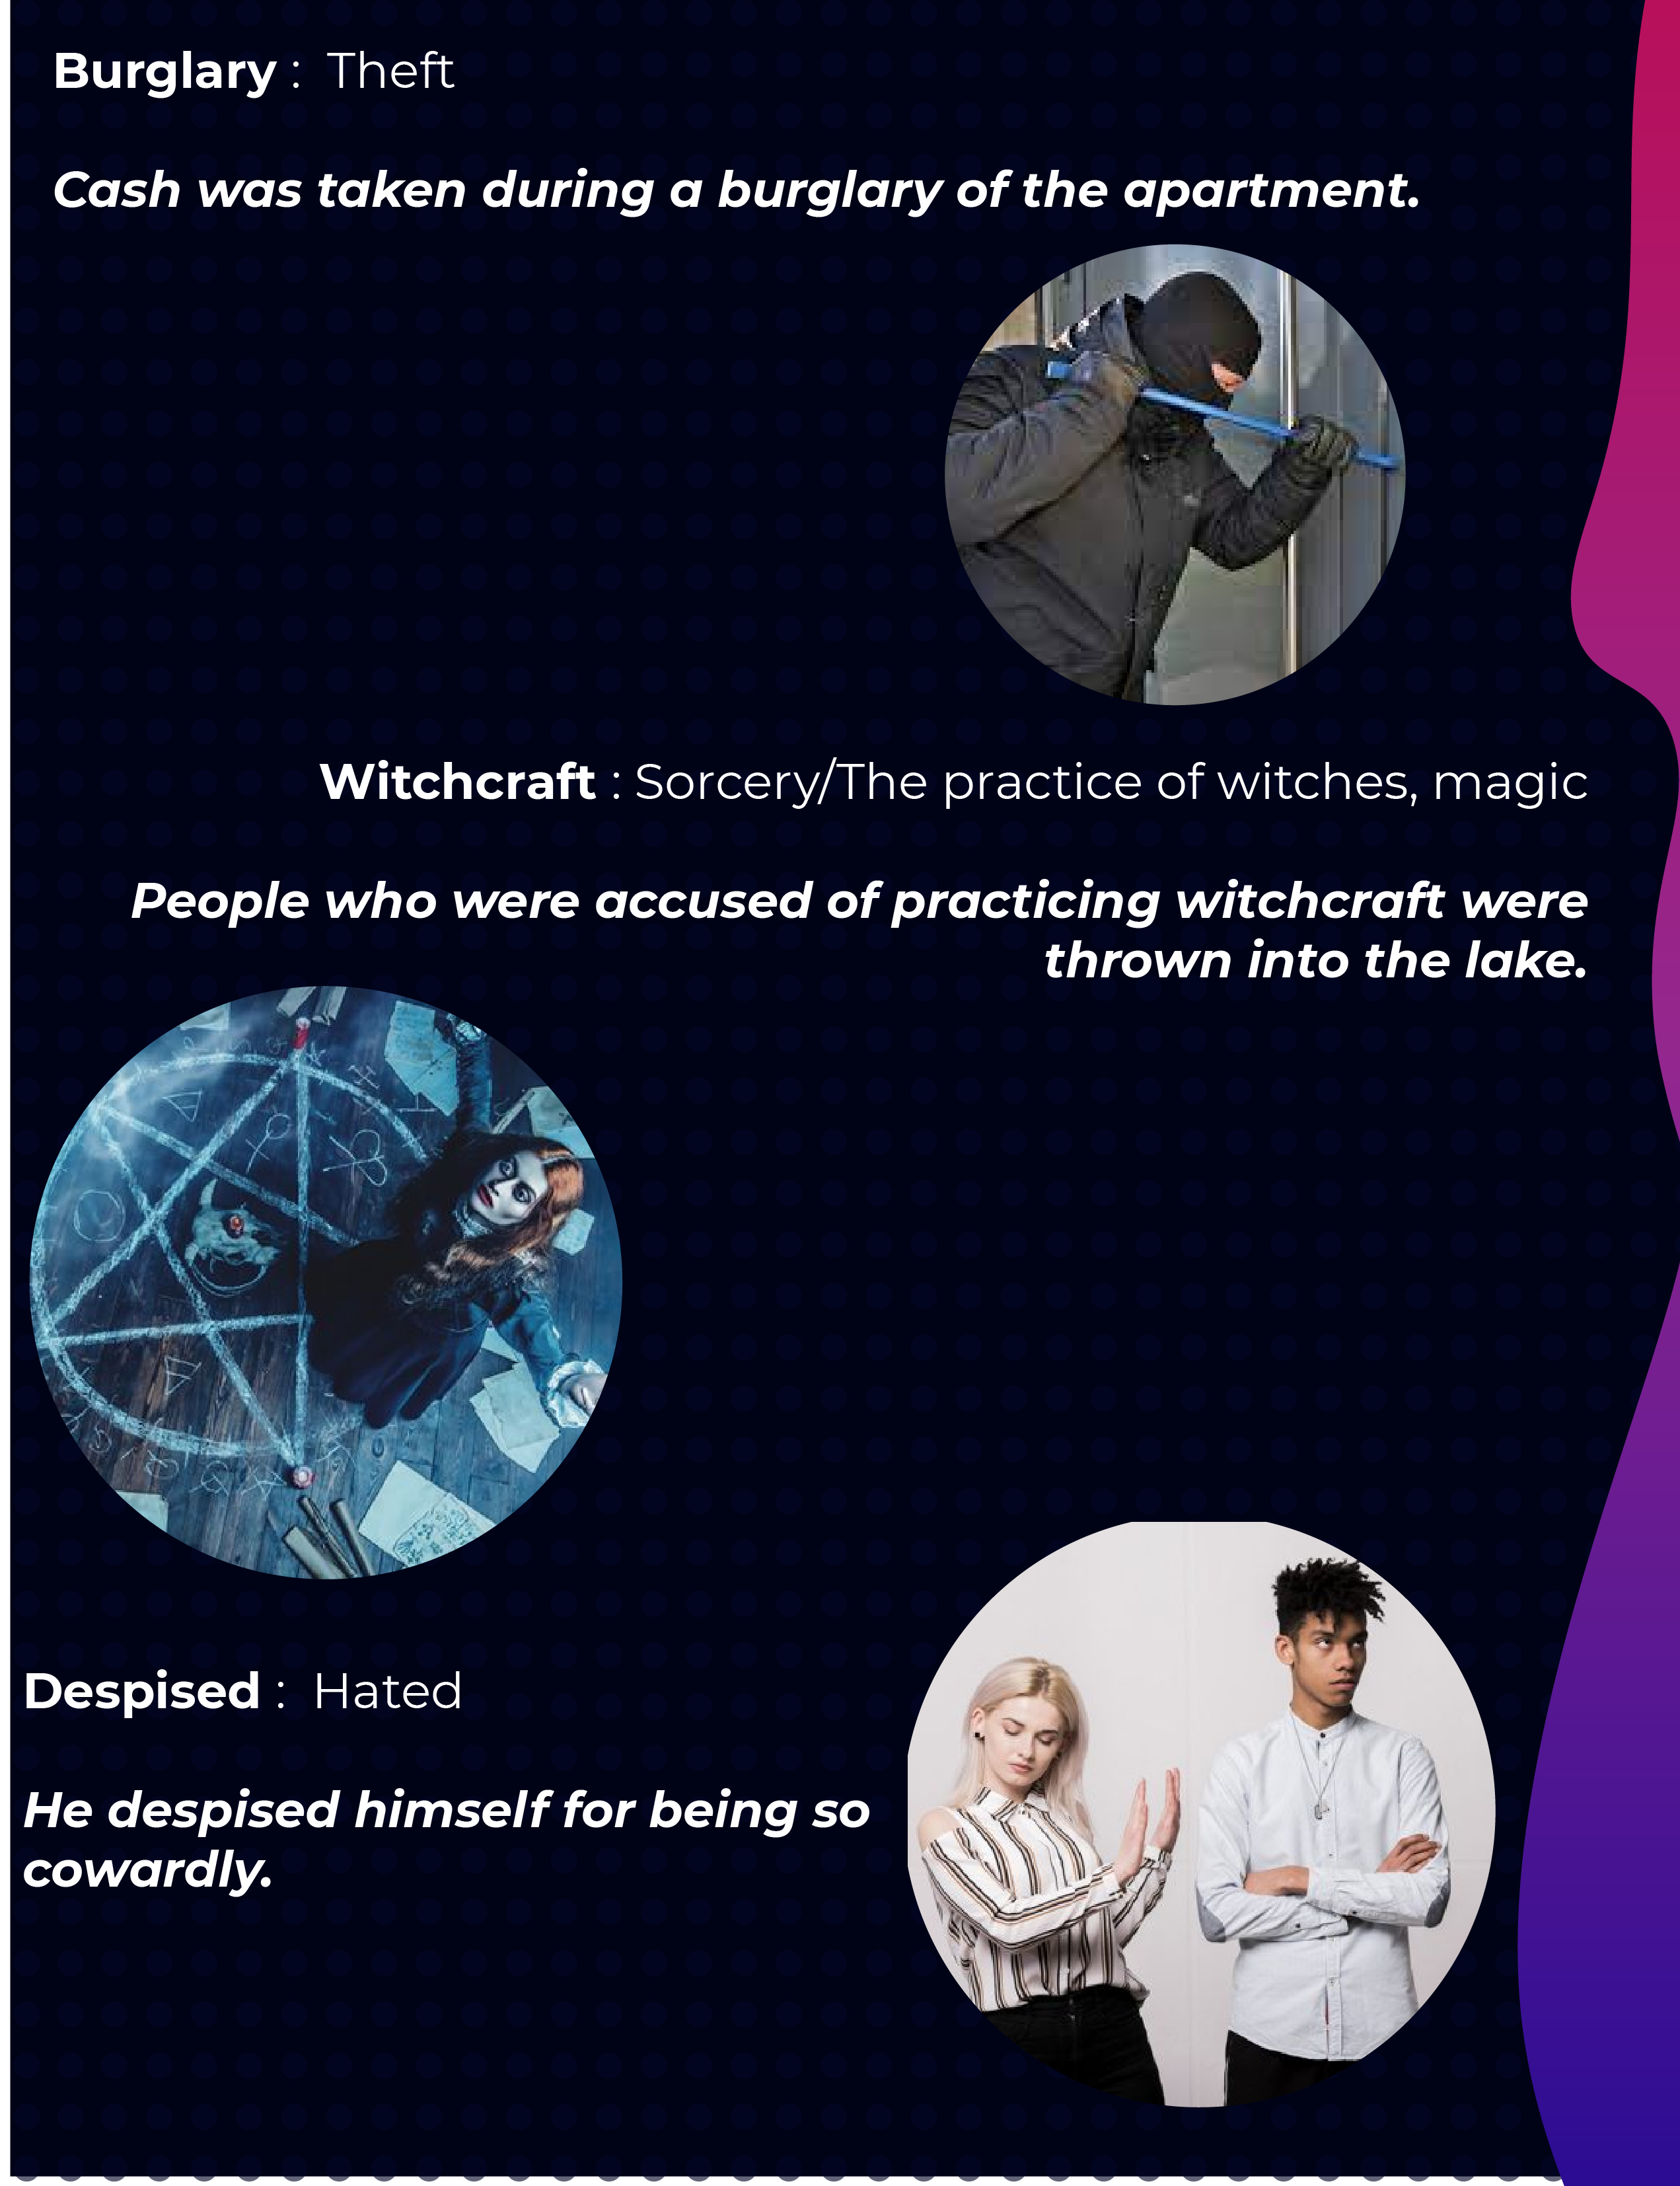 Burglary : Theft
Cash was taken during a burglary of the apartment.
Witchcraft : Sorcery/The practice of witches, magic
People who were accused of practicing witchcraft were
thrown into the lake.
Despised : Hated
He despised himself for being so
cowardly.